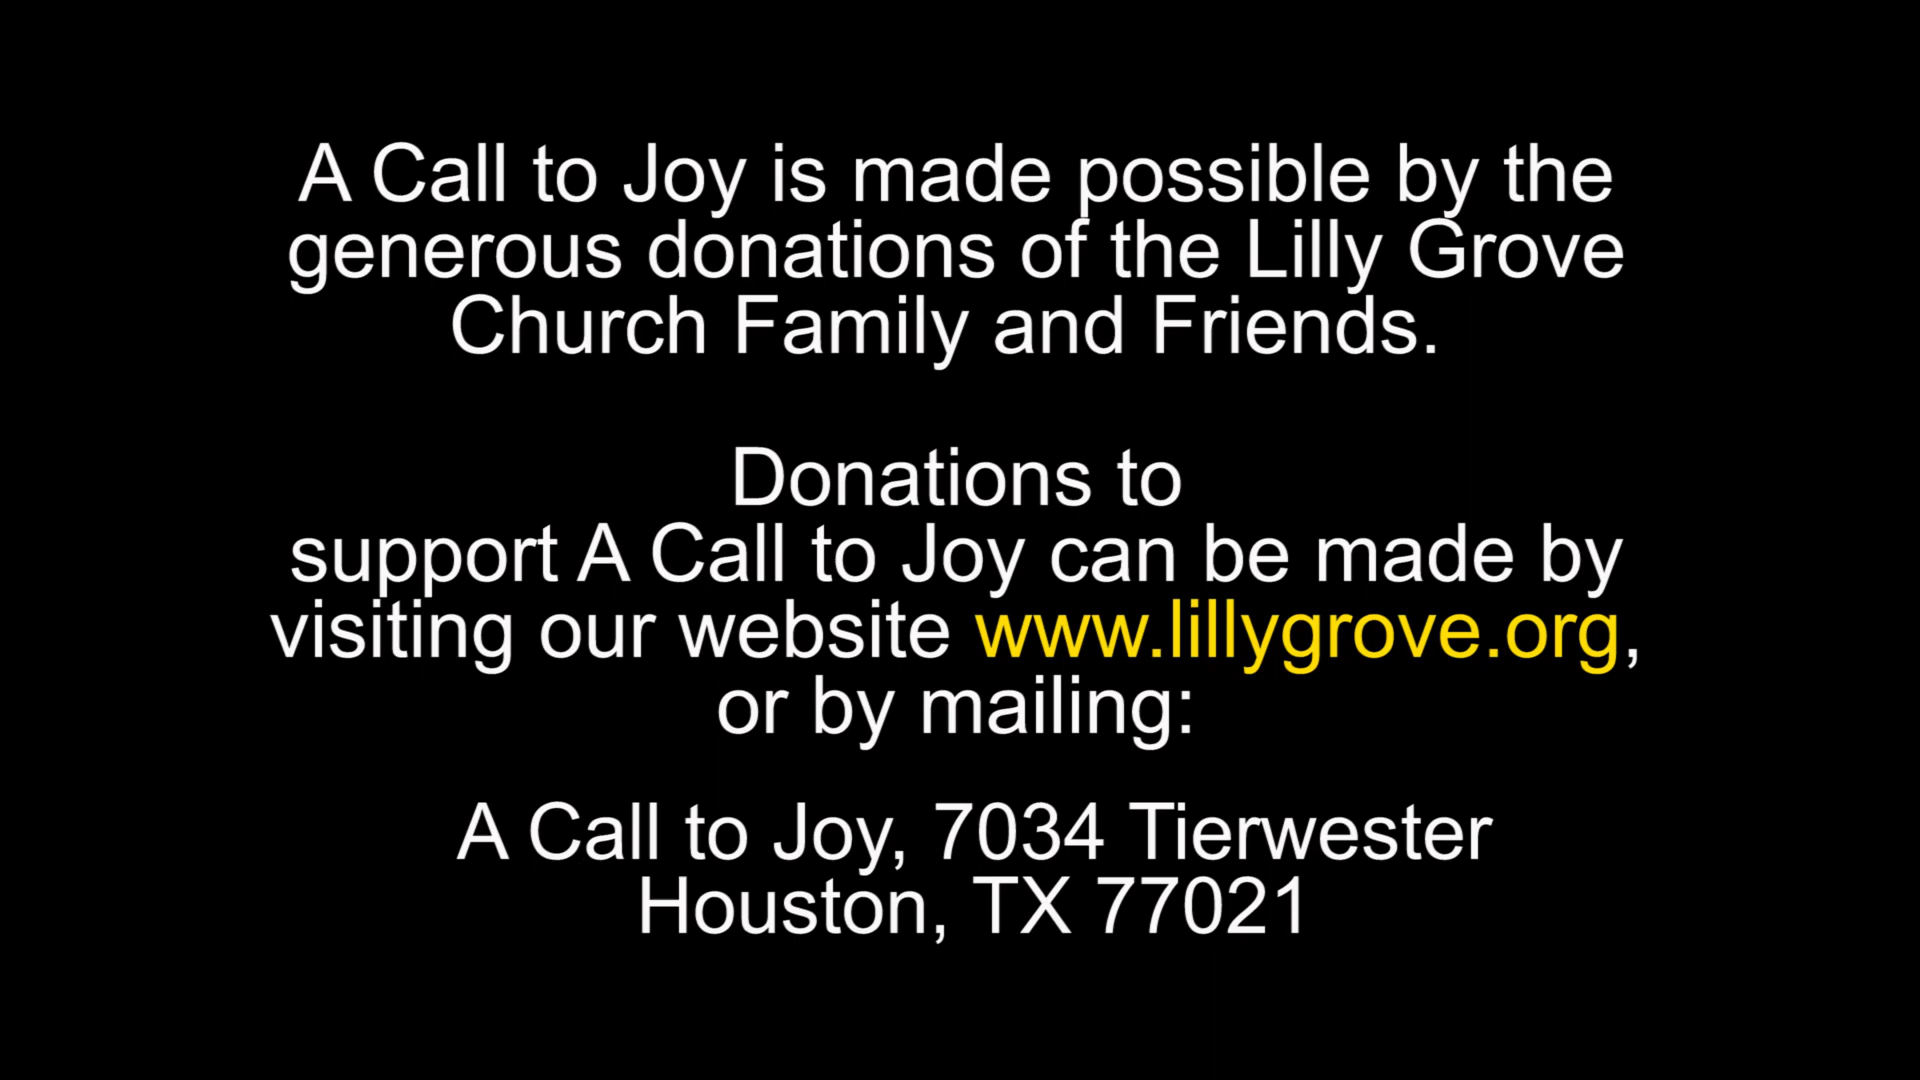 A Call to Joy is made possible by the
generous donations of the Lilly Grove
Church Family and Friends.
Donations to
support A Call to Joy can be made by
visiting our website www.lillygrove.org,
or by mailing:
A Call to Joy, 7034 Tierwester
Houston, TX 77021